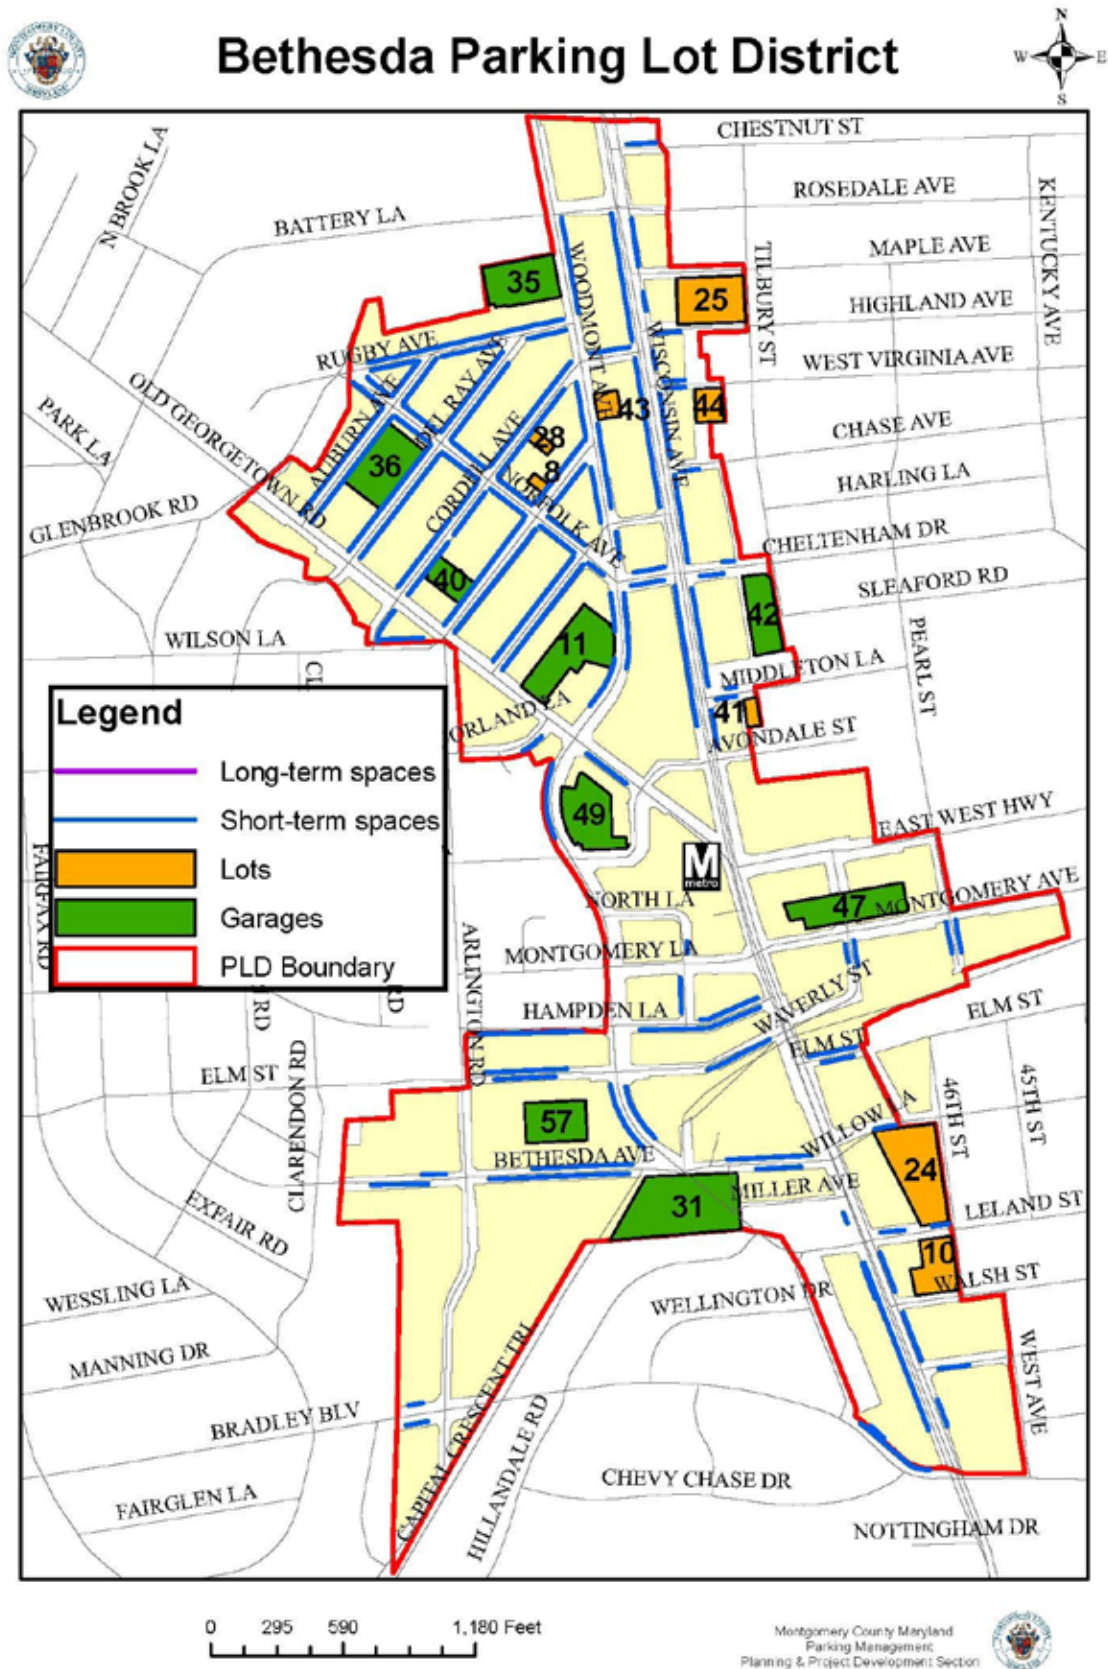 Bethesda Parking Lot District
N
W E
S
CHESTNUT ST
N BROOK LA
ROSEDALE AVE
KENTUCKY AVE
BATTERY LA
MAPLE AVE
TILBURY ST
WOODMONT AVE
35
25
HIGHLAND AVE
RUGBY AVE
WISCONSIN AVE
WEST VIRGINIA AVE
OLD GEORGETOWN RD
AUBURN AVE
DEL RAY AVE
43
44
PARK LA
CHASE AVE
CORDELL AVE
28
36
8
NORFOLK AVE
HARLING LA
GLENBROOK RD
CHELTENHAM DR
40
SLEAFORD RD
42
WILSON LA
11
PEARL ST
MIDDLETON LA
CL
41
ORLAND LA
AVONDALE ST
Legend
Long-term spaces
Short-term spaces
Lots
Garages
PLD Boundary
49
EAST WEST HWY
M
metro
FAIRFAX RD
NORTH LA
47
MONTGOMERY AVE
ARLINGTON RD
MONTGOMERY LA
RD
RD
HAMPDEN LA
WAVERLY ST
ELM ST
ELM ST
ELM ST
CLARENDON RD
46TH ST
45TH ST
57
WILLOW LA
BETHESDA AVE
24
MILLER AVE
31
LELAND ST
EXFAIR RD
10
WALSH ST
WESSLING LA
WELLINGTON DR
MANNING DR
WEST AVE
CAPITAL CRESCENT TRL
BRADLEY BLV
HILLANDALE RD
CHEVY CHASE DR
FAIRGLEN LA
NOTTINGHAM DR
0 295 590 1,180 Feet
Montgomery County Maryland
Parking Management
Planning & Project Development Section